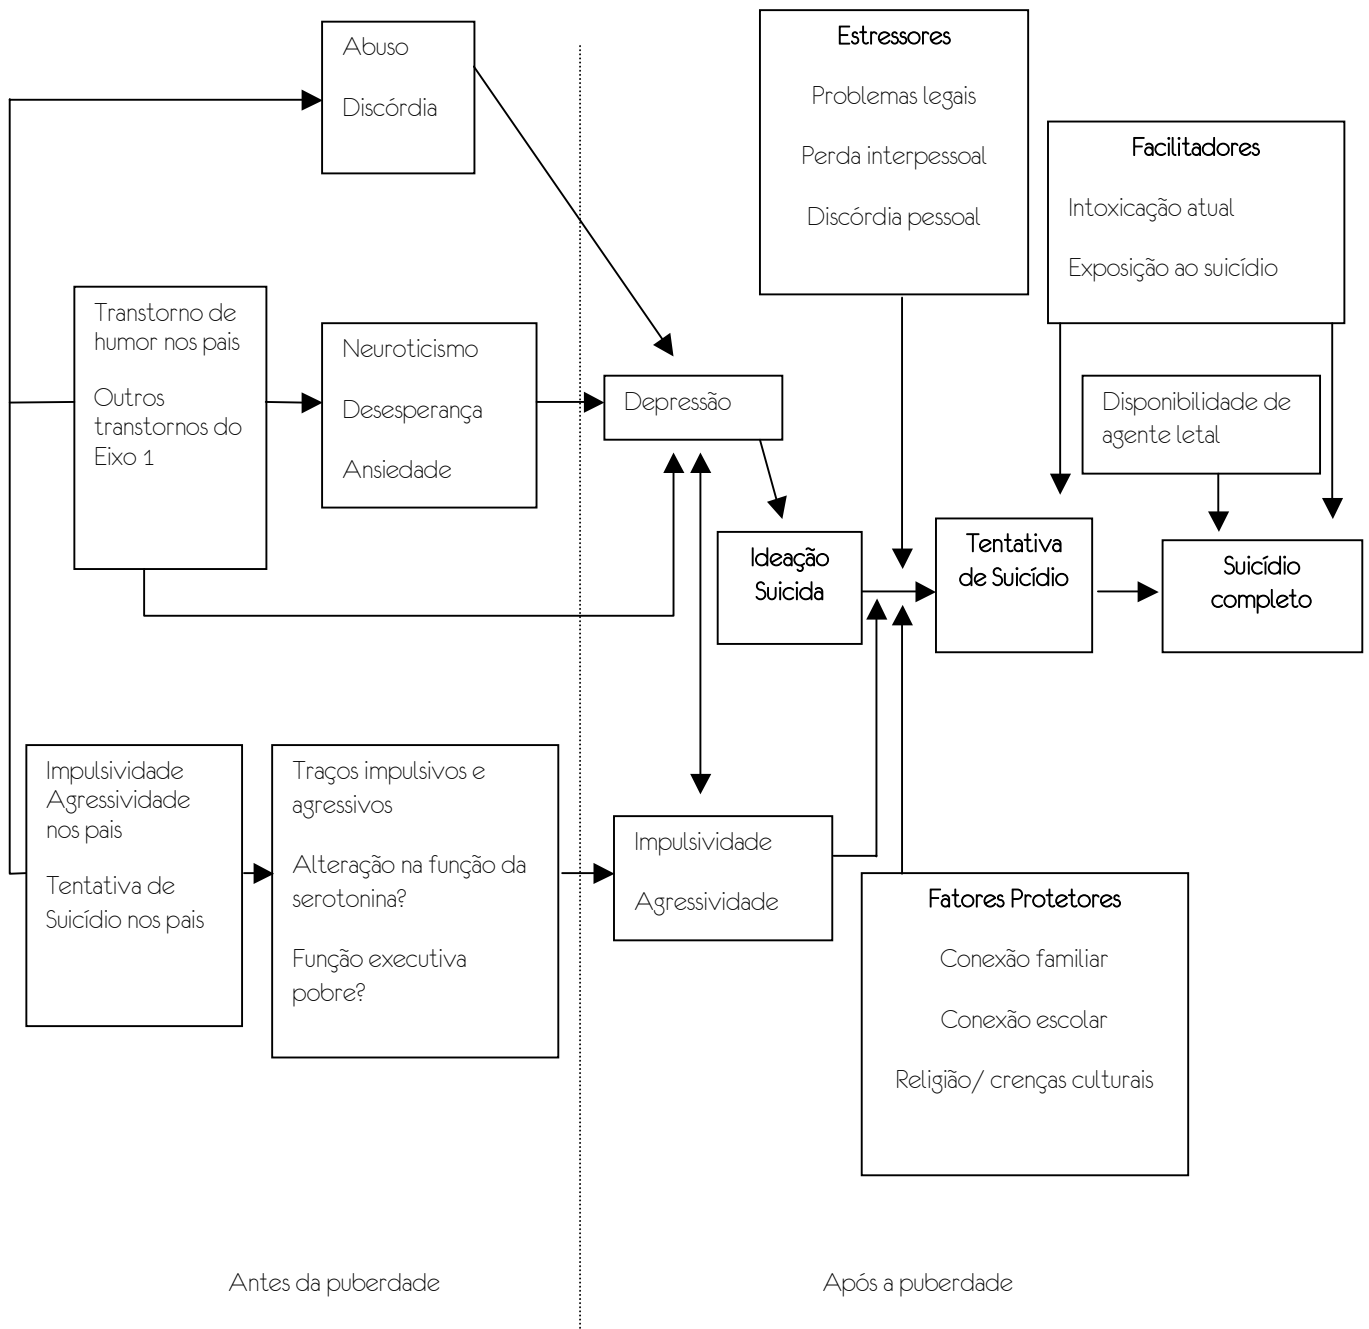 Abuso
Discórdia
Estressores
Problemas legais
Perda interpessoal
Discórdia pessoal
Facilitadores
Intoxicação atual
Exposição ao suicídio
Transtorno de
humor nos pais
Outros
transtornos do
Eixo 1
Neuroticismo
Desesperança
Ansiedade
Depressão
Disponibilidade de
agente letal
Ideação
Suicida
Tentativa
de Suicídio
Suicídio
completo
Impulsividade
Agressividade
nos pais
Tentativa de
Suicídio nos pais
Traços impulsivos e
agressivos
Alteração na função da
serotonina?
Função executiva
pobre?
Impulsividade
Agressividade
Fatores Protetores
Conexão familiar
Conexão escolar
Religião/ crenças culturais
Antes da puberdade
Após a puberdade